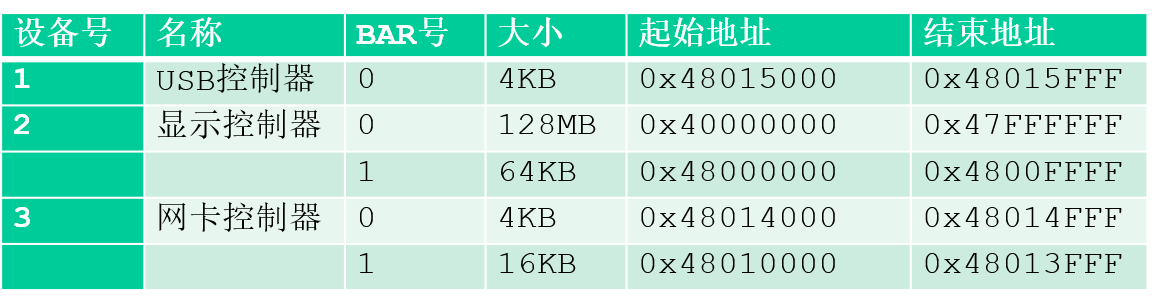 设备号 名称 BAR号 大小 起始地址 结束地址
1 USB控制器 0 4KB 0x48015000 0x48015FFF
2 显示控制器 0 128MB 0x40000000 0x47FFFFFF
1 64KB 0x48000000 0x4800FFFF
3 网卡控制器 0 4KB 0x48014000 0x48014FFF
1 16KB 0x48010000 0x48013FFF